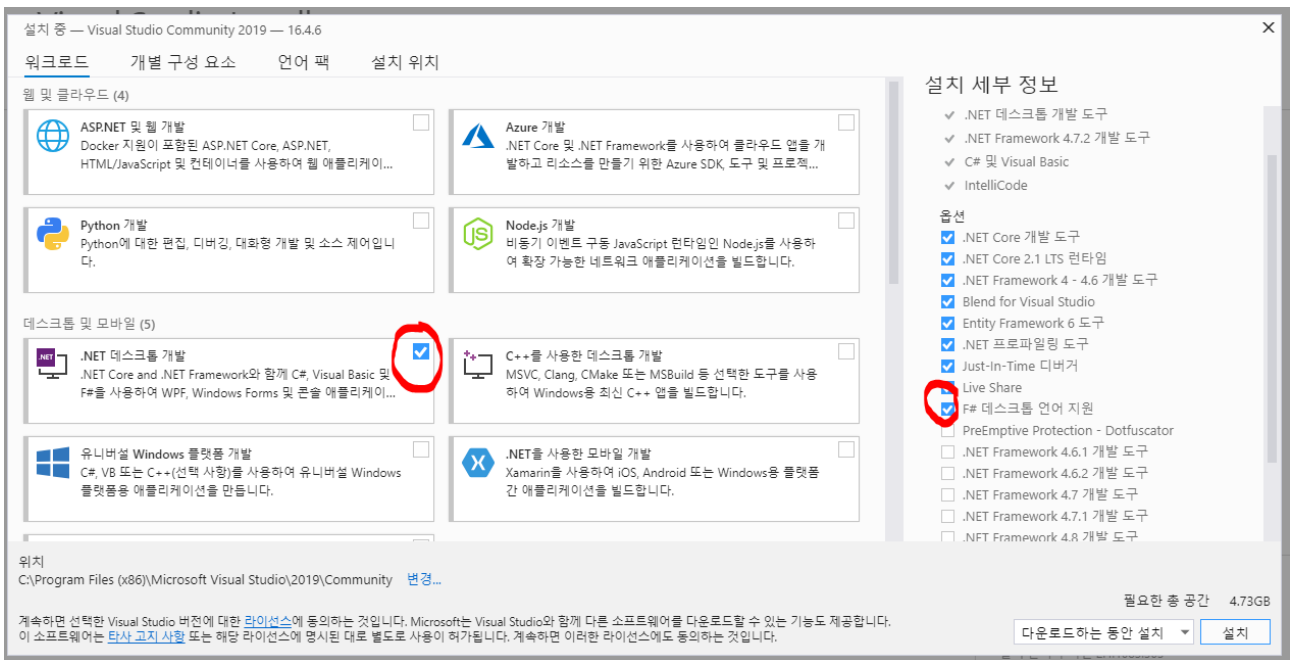 설치 중 — Visual Studio Community 2019 — 16.4.6
워크로드 개별 구성 요소 언어 팩 설치 위치
웹 및 클라우드 (4)
ASP.NET 및 웹 개발
Docker 지원이 포함된 ASP.NET Core, ASP.NET,
HTML/JavaScript 및 컨테이너를 사용하여 웹 애플리케이...
Azure 개발
.NET Core 및 .NET Framework를 사용하여 클라우드 앱을 개
발하고 리소스를 만들기 위한 Azure SDK, 도구 및 프로젝...
Python 개발
Python에 대한 편집, 디버깅, 대화형 개발 및 소스 제어입니
다.
JS
Node.js 개발
비동기 이벤트 구동 JavaScript 런타임인 Node.js를 사용하
여 확장 가능한 네트워크 애플리케이션을 빌드합니다.
데스크톱 및 모바일 (5)
.NET
.NET 데스크톱 개발
.NET Core and .NET Framework와 함께 C#, Visual Basic 및
F#을 사용하여 WPF, Windows Forms 및 콘솔 애플리케이...
C++를 사용한 데스크톱 개발
MSVC, Clang, CMake 또는 MSBuild 등 선택한 도구를 사용
하여 Windows용 최신 C++ 앱을 빌드합니다.
유니버설 Windows 플랫폼 개발
C#, VB 또는 C++(선택 사항)를 사용하여 유니버설 Windows
플랫폼용 애플리케이션을 만듭니다.
.NET을 사용한 모바일 개발
Xamarin을 사용하여 iOS, Android 또는 Windows용 플랫폼
간 애플리케이션을 빌드합니다.
설치 세부 정보
.NET 데스크톱 개발 도구
.NET Framework 4.7.2 개발 도구
C# 및 Visual Basic
IntelliCode
옵션
.NET Core 개발 도구
.NET Core 2.1 LTS 런타임
.NET Framework 4 - 4.6 개발 도구
Blend for Visual Studio
Entity Framework 6 도구
.NET 프로파일링 도구
Just-In-Time 디버거
Live Share
F# 데스크톱 언어 지원
PreEmptive Protection - Dotfuscator
.NET Framework 4.6.1 개발 도구
.NET Framework 4.6.2 개발 도구
.NET Framework 4.7 개발 도구
.NET Framework 4.7.1 개발 도구
.NET Framework 4.8 개발 도구
위치
C:\Program Files (x86)\Microsoft Visual Studio\2019\Community 변경...
필요한 총 공간 4.73GB
계속하면 선택한 Visual Studio 버전에 대한 라이선스에 동의하는 것입니다. Microsoft는 Visual Studio와 함께 다른 소프트웨어를 다운로드할 수 있는 기능도 제공합니다.
이 소프트웨어는 타사 고지 사항 또는 해당 라이선스에 명시된 대로 별도로 사용이 허가됩니다. 계속하면 이러한 라이선스에도 동의하는 것입니다.
다운로드하는 동안 설치 설치